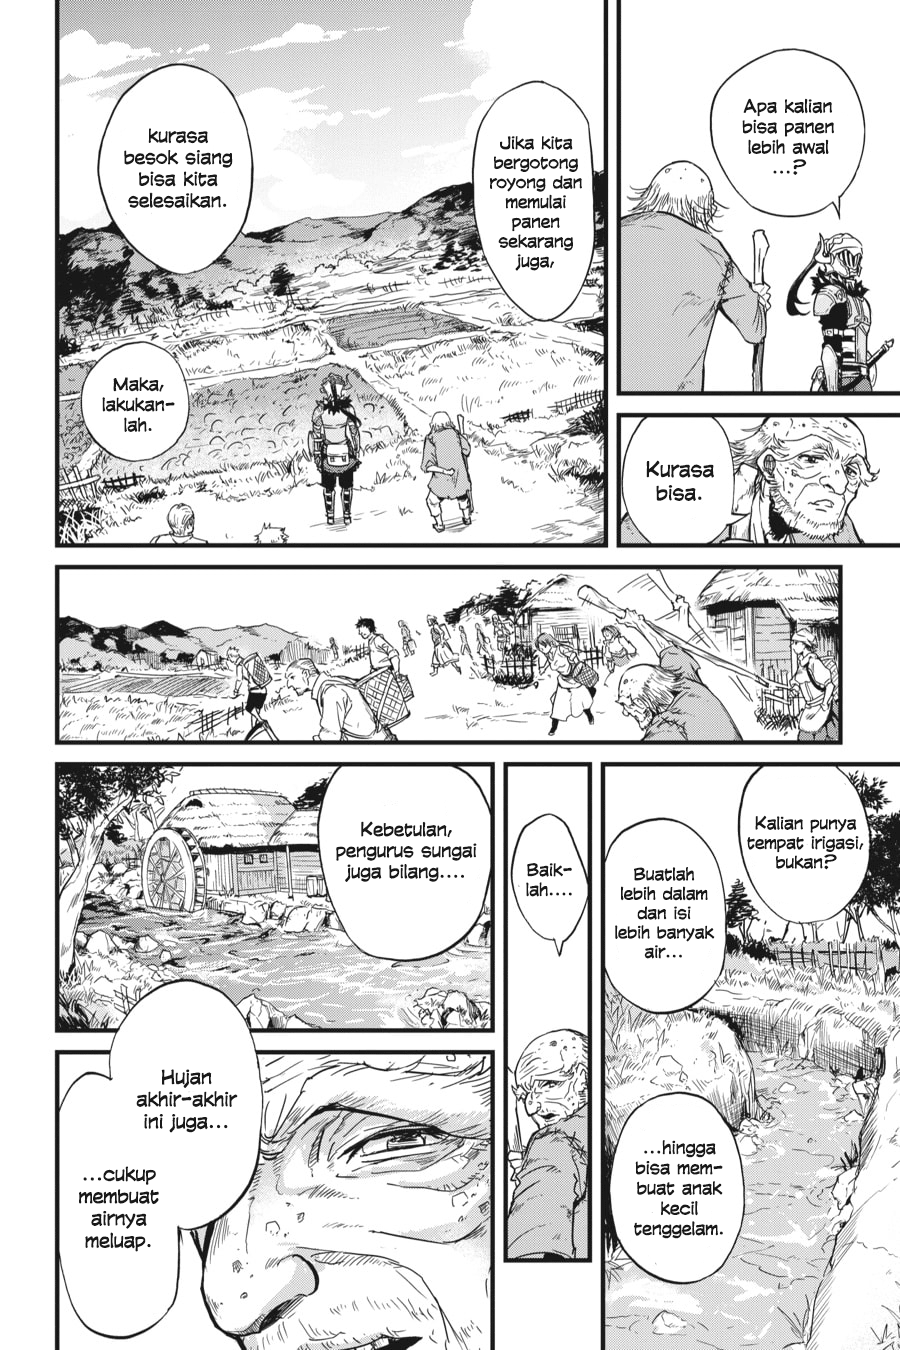 Apa kalian
bisa panen
lebih awal
...?
Kurasa
bisa.
Jika kita
bergotong
royong dan
memulai
panen
sekarang
juga,
kurasa
besok siang
bisa kita
selesaikan.
Maka,
lakukan-
lah.
Kalian punya
tempat irigasi,
bukan?
Buatlah
lebih dalam
dan isi
lebih banyak
air...
...hingga
bisa mem-
buat anak
kecil
tenggelam.
Baik-
lah....
Kebetulan,
pengurus sungai
juga bilang....
Hujan
akhir-akhir
ini juga...
...cukup
membuat
airnya
meluap.